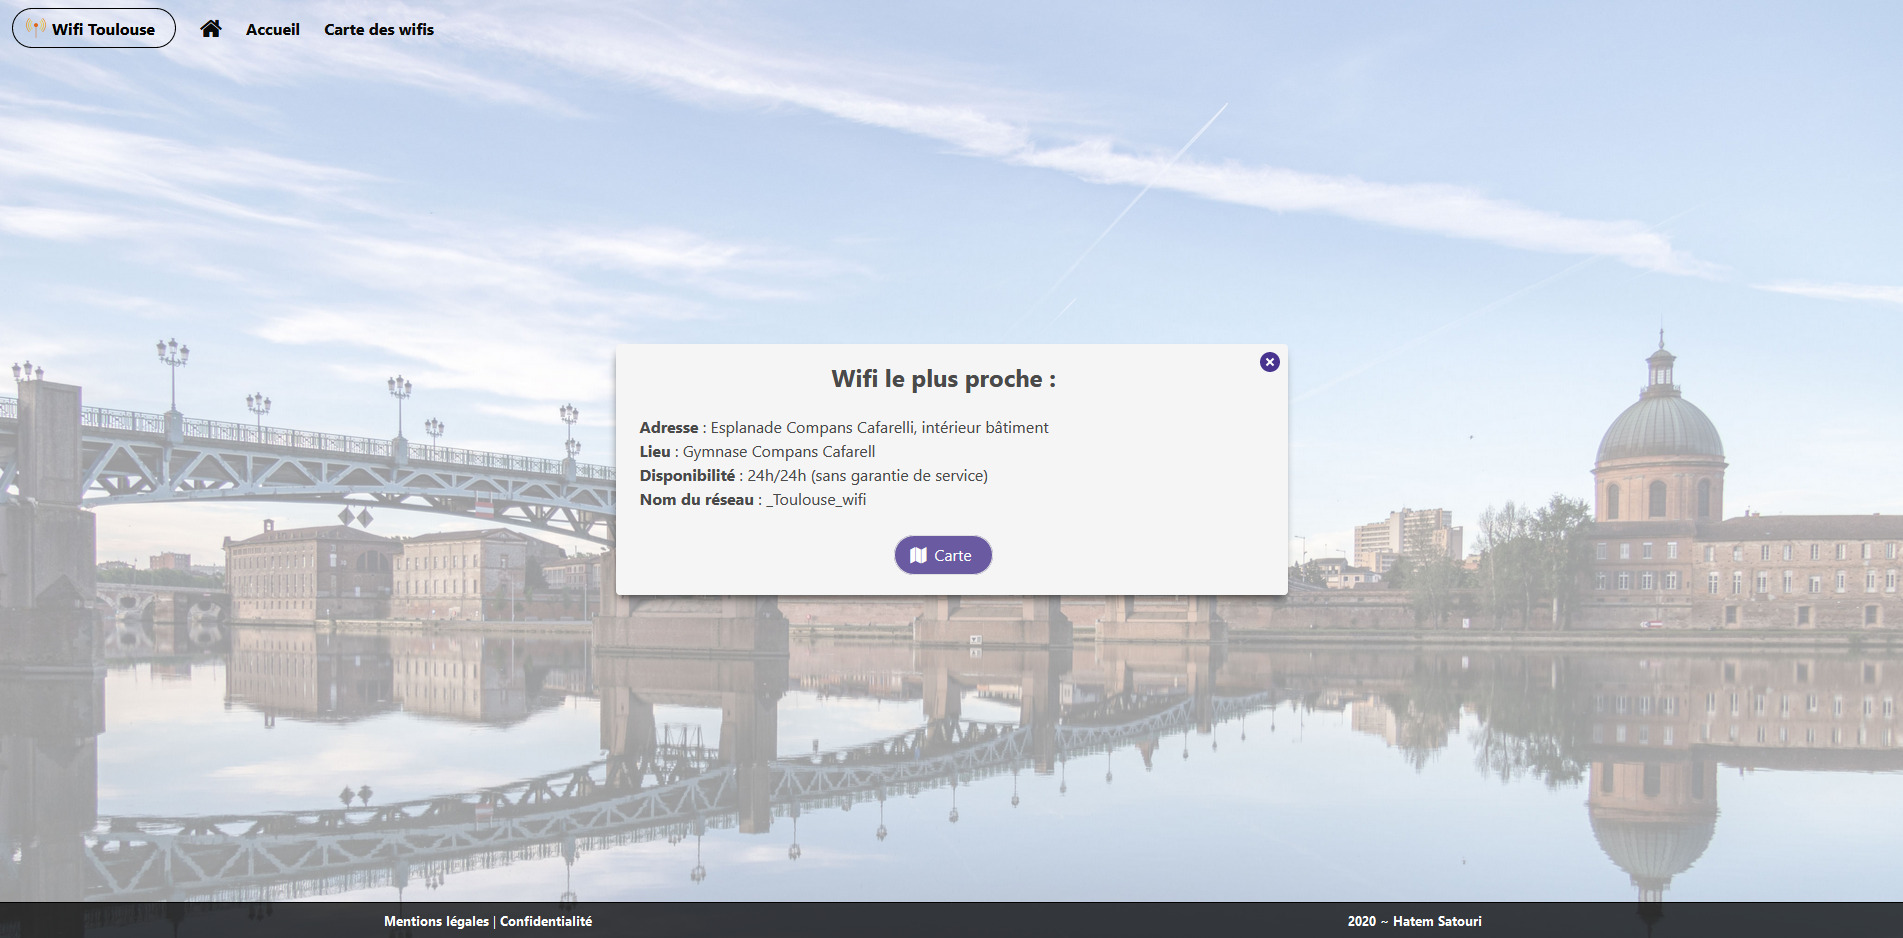 Wifi Toulouse
Accueil
Carte des wifis
Wifi le plus proche :
Adresse : Esplanade Compans Cafarelli, intérieur bâtiment
Lieu : Gymnase Compans Cafarell
Disponibilité : 24h/24h (sans garantie de service)
Nom du réseau : _Toulouse_wifi
Carte
Mentions légales | Confidentialité
2020 ~ Hatem Satouri